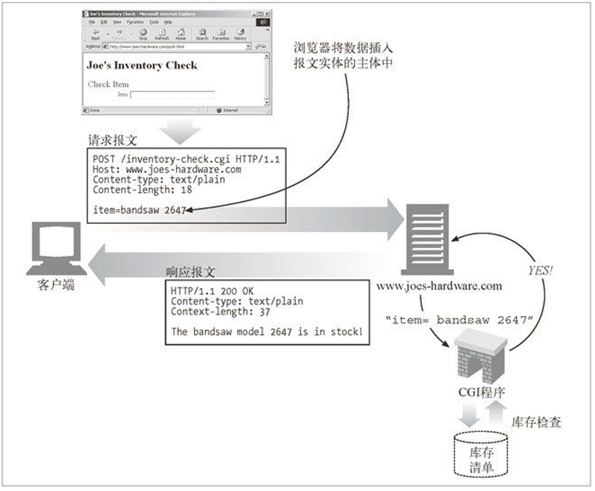 Joe's Inventory Check - Microsoft Internet Explorer
File Edit View Favorites Tools Help
Back Forward Stop Refresh Home Search Favorites History
Address http://www.joes-hardware.com/post.html Go
Joe's Inventory Check
Check Item
Item
Done Internet
浏览器将数据插入
报文实体的主体中
请求报文
POST /inventory-check.cgi HTTP/1.1
Host: www.joes-hardware.com
Content-type: text/plain
Content-length: 18
item=bandsaw 2647
客户端
响应报文
HTTP/1.1 200 OK
Content-type: text/plain
Context-length: 37
The bandsaw model 2647 is in stock!
www.joes-hardware.com
YES!
“item= bandsaw 2647”
CGI程序
库存检查
库存
清单